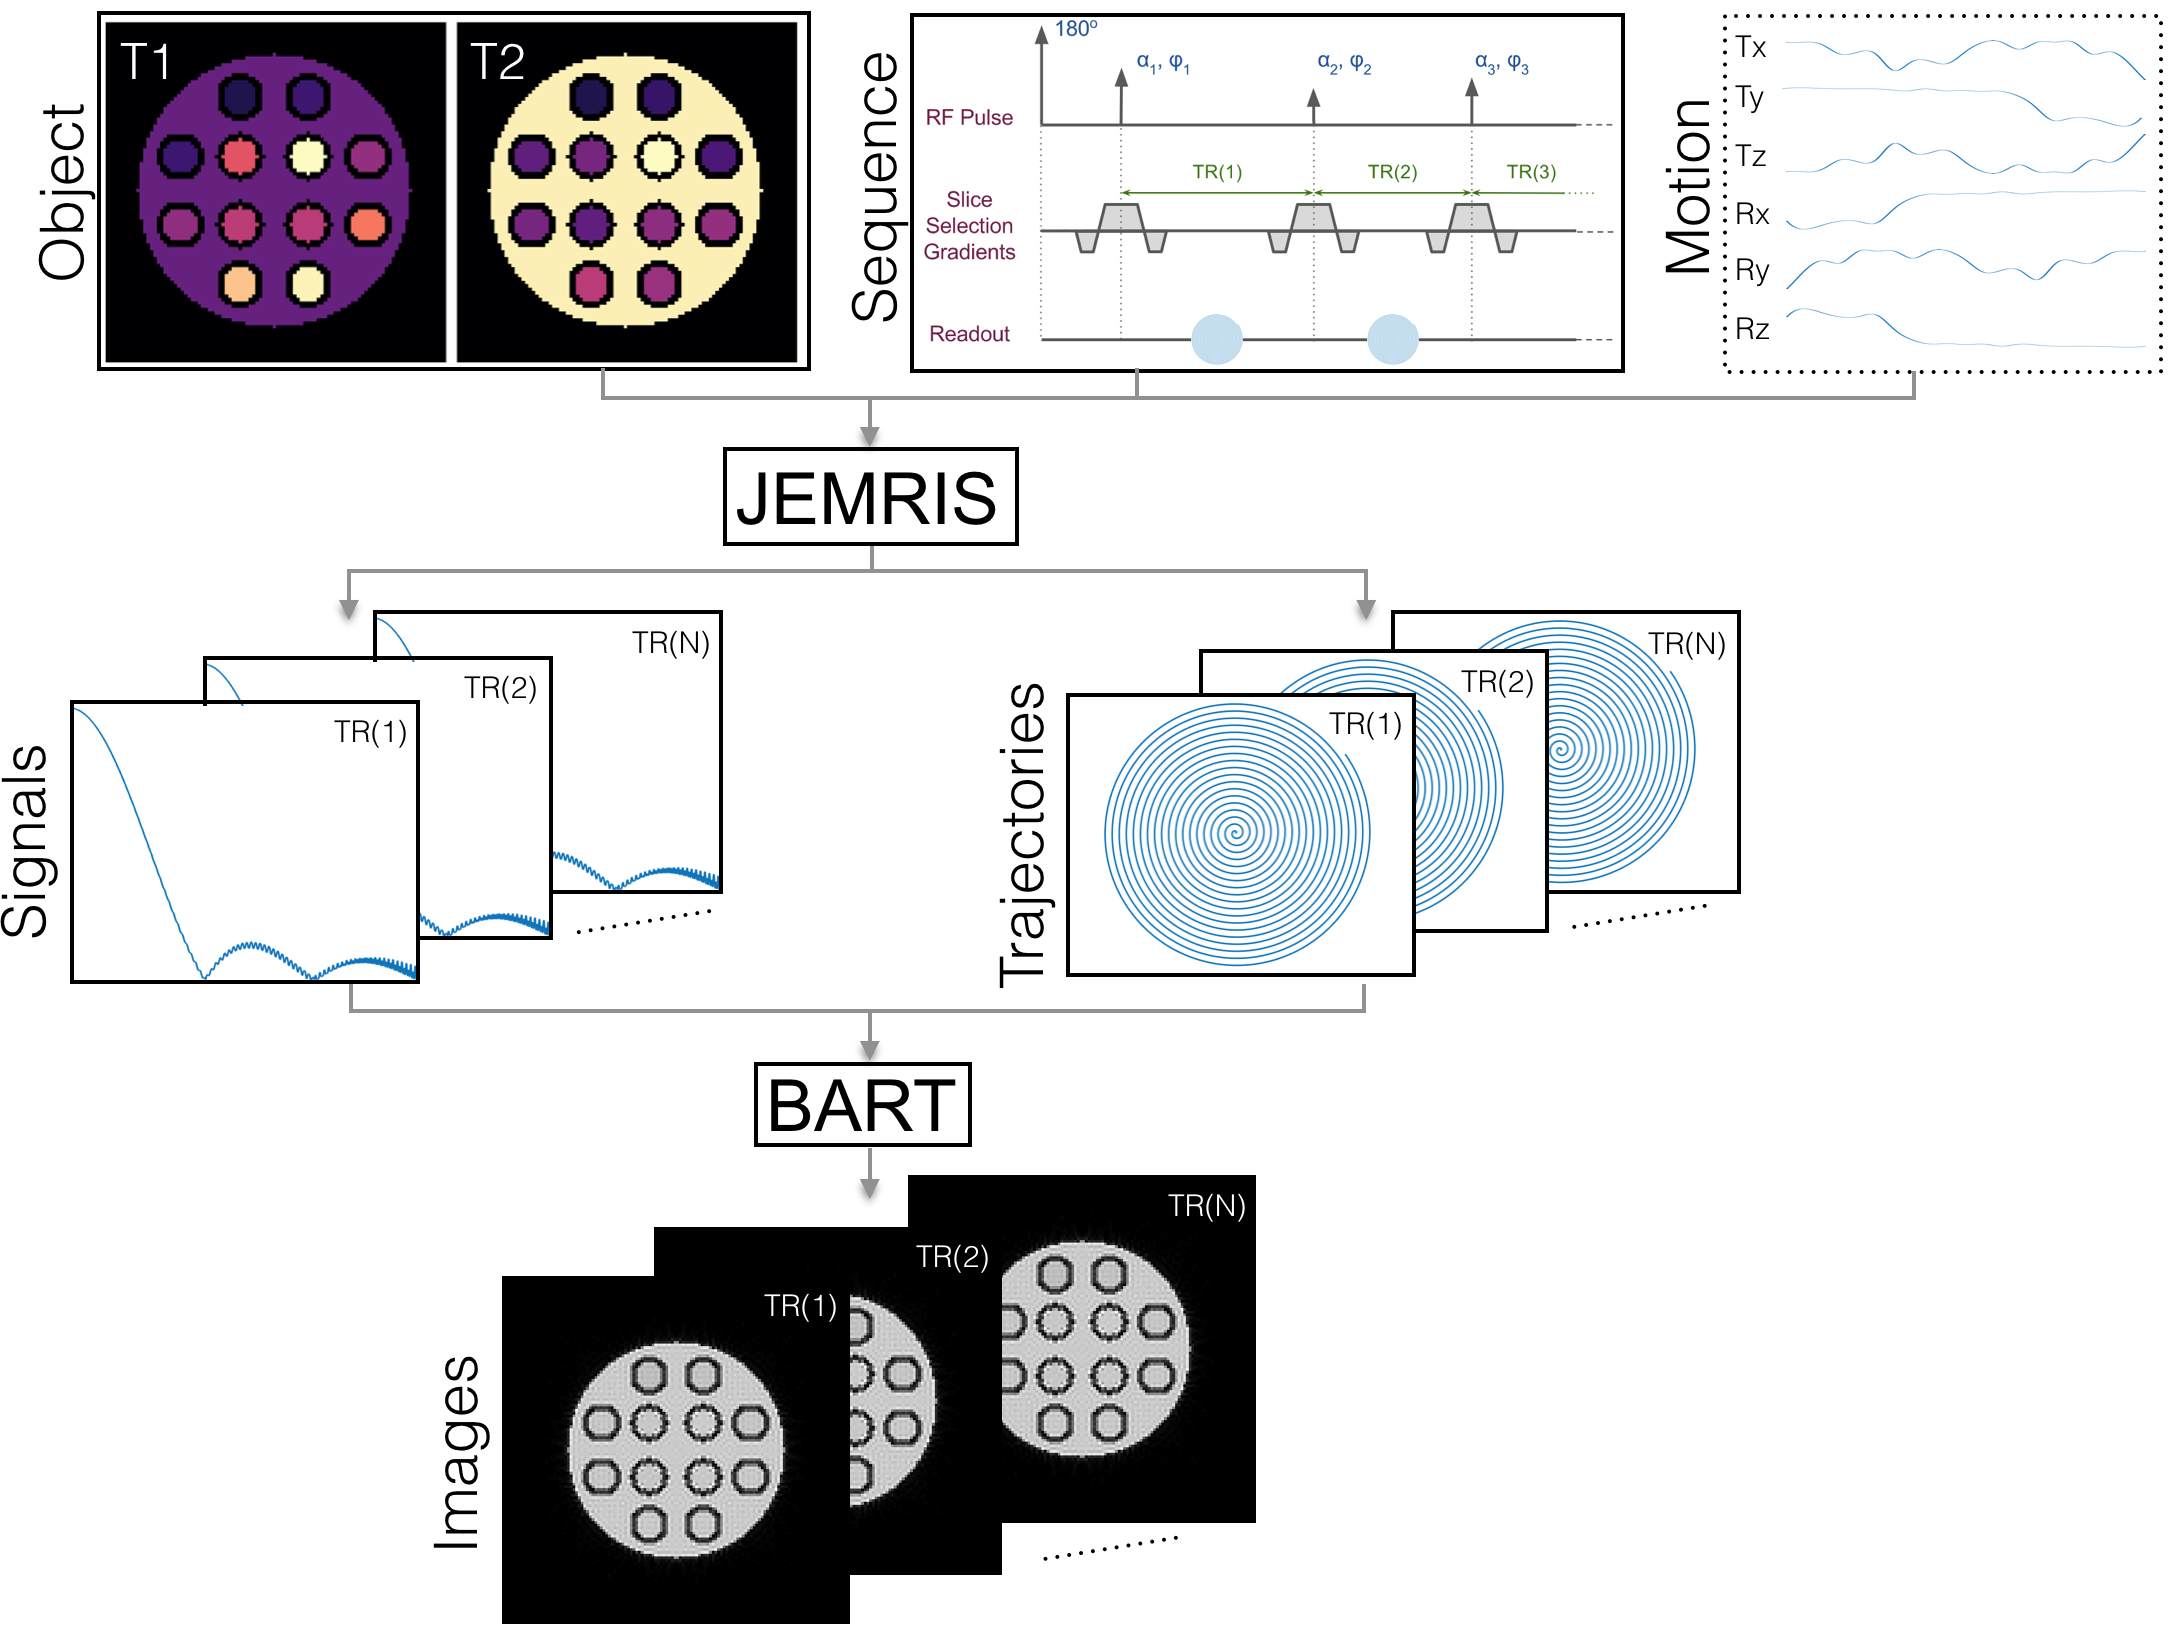 Object
T1
T2
Sequence
180º
α1, φ1
α2, φ2
α3, φ3
RF Pulse
TR(1)
TR(2)
TR(3)
Slice
Selection
Gradients
Readout
Motion
Tx
Ty
Tz
Rx
Ry
Rz
JEMRIS
Signals
TR(1)
TR(2)
TR(N)
Trajectories
TR(1)
TR(2)
TR(N)
BART
Images
TR(1)
TR(2)
TR(N)